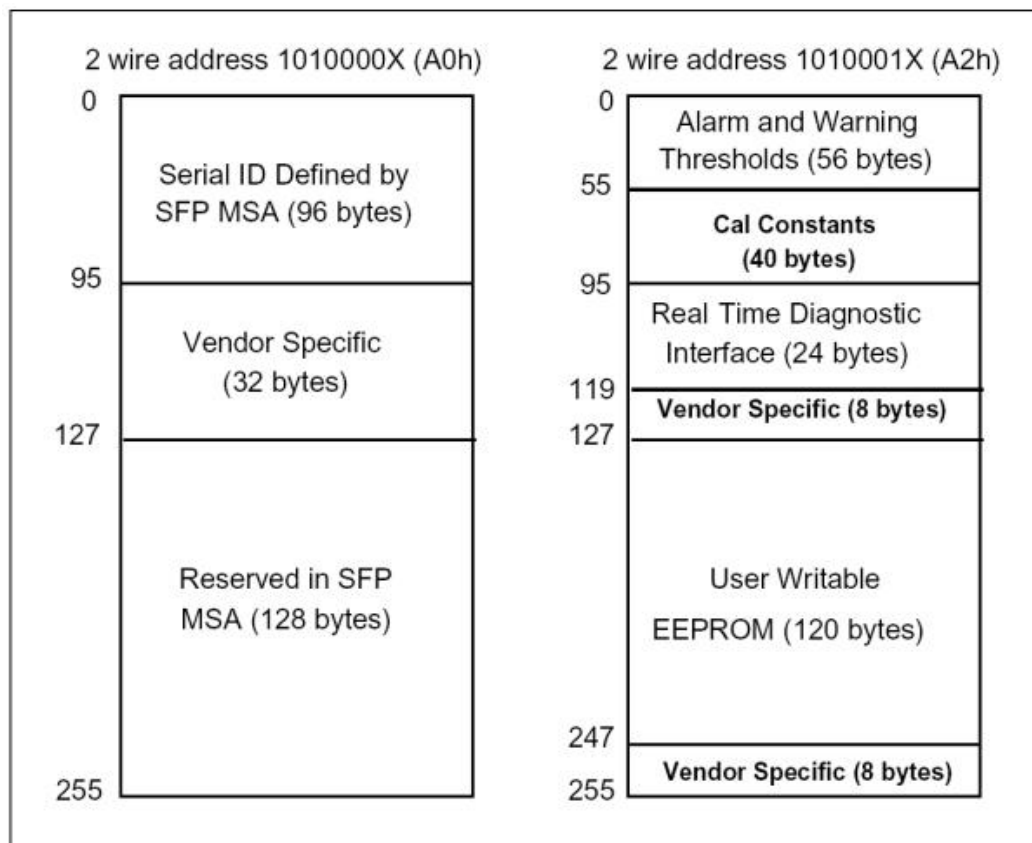 2 wire address 1010000X (A0h)
0
Serial ID Defined by
SFP MSA (96 bytes)
95
Vendor Specific
(32 bytes)
127
Reserved in SFP
MSA (128 bytes)
255
2 wire address 1010001X (A2h)
0
Alarm and Warning
Thresholds (56 bytes)
55
Cal Constants
(40 bytes)
95
Real Time Diagnostic
Interface (24 bytes)
119
Vendor Specific (8 bytes)
127
User Writable
EEPROM (120 bytes)
247
Vendor Specific (8 bytes)
255